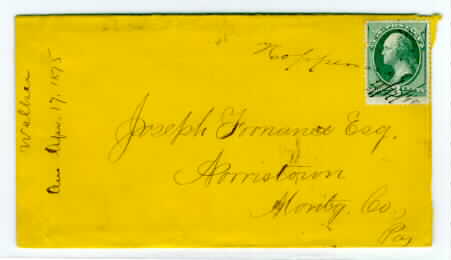 Walker
Ans Apr. 17. 1875
Joseph Fornance Esq.
Norristown
Montg. Co.,
Pa